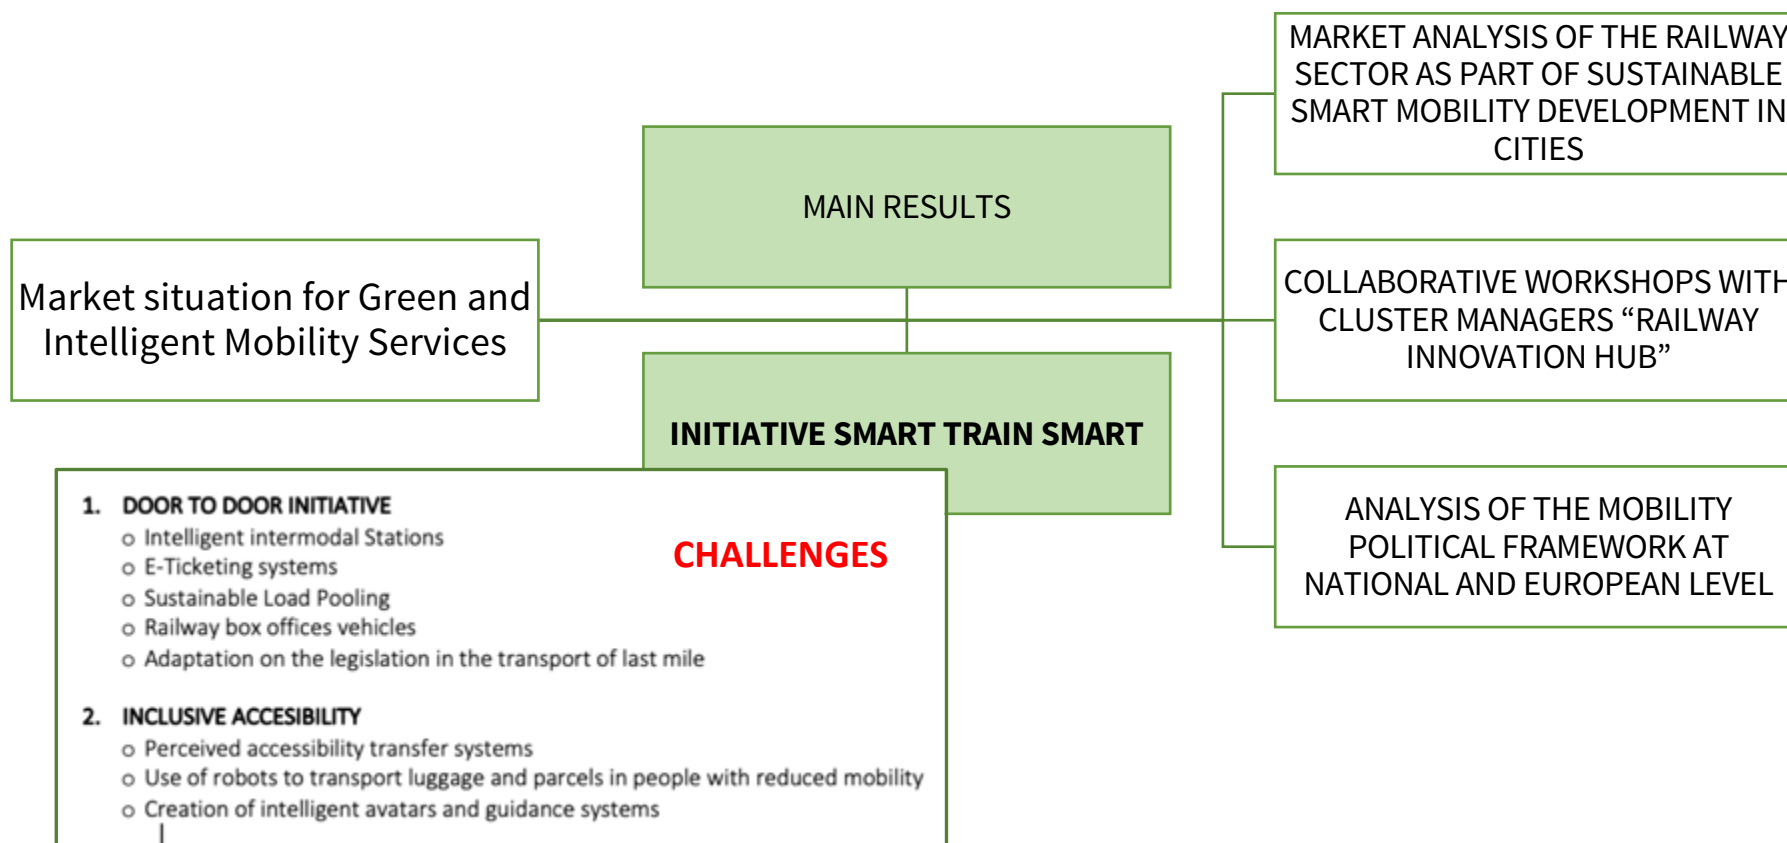 MARKET ANALYSIS OF THE RAILWAY
SECTOR AS PART OF SUSTAINABLE
SMART MOBILITY DEVELOPMENT IN
CITIES
MAIN RESULTS
Market situation for Green and
Intelligent Mobility Services
COLLABORATIVE WORKSHOPS WITH
CLUSTER MANAGERS “RAILWAY
INNOVATION HUB”
INITIATIVE SMART TRAIN SMART
ANALYSIS OF THE MOBILITY
POLITICAL FRAMEWORK AT
NATIONAL AND EUROPEAN LEVEL
CHALLENGES
1. DOOR TO DOOR INITIATIVE
o Intelligent intermodal Stations
o E-Ticketing systems
o Sustainable Load Pooling
o Railway box offices vehicles
o Adaptation on the legislation in the transport of last mile
2. INCLUSIVE ACCESIBILITY
o Perceived accessibility transfer systems
o Use of robots to transport luggage and parcels in people with reduced mobility
o Creation of intelligent avatars and guidance systems